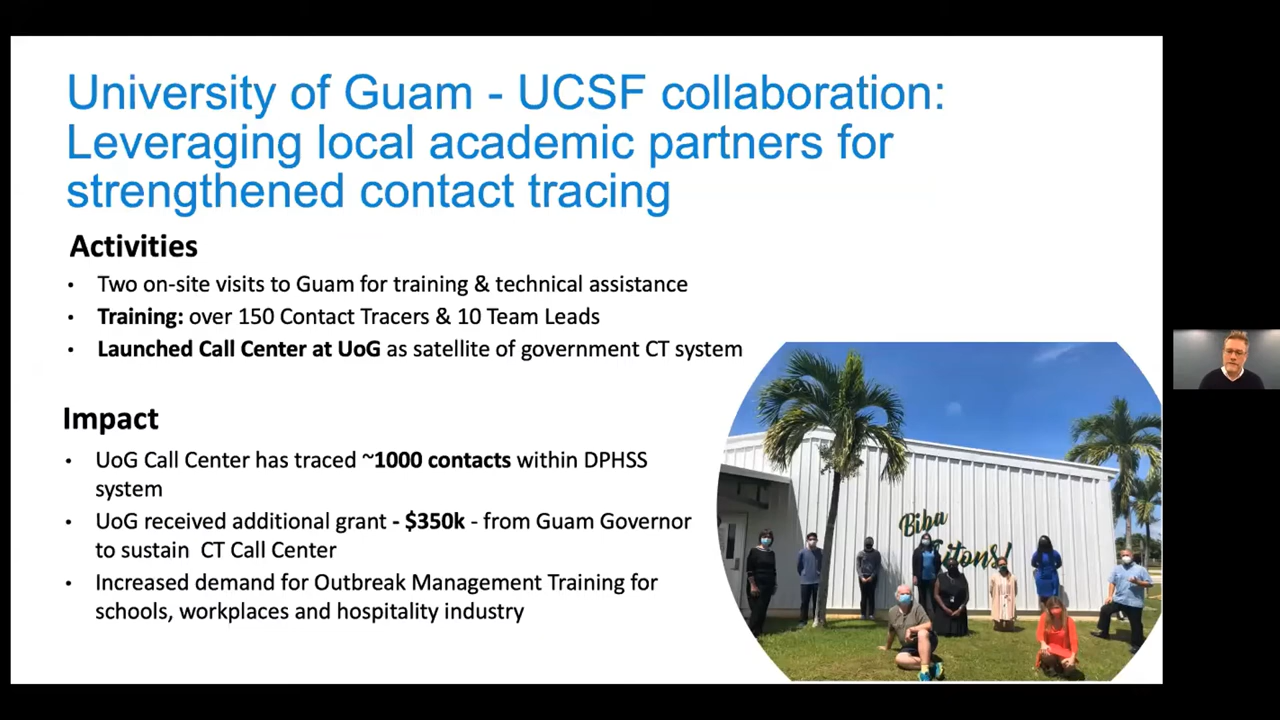 University of Guam - UCSF collaboration:
Leveraging local academic partners for
strengthened contact tracing
Activities
• Two on-site visits to Guam for training & technical assistance
• Training: over 150 Contact Tracers & 10 Team Leads
• Launched Call Center at UoG as satellite of government CT system
Impact
• UoG Call Center has traced ~1000 contacts within DPHSS
system
• UoG received additional grant - $350k - from Guam Governor
to sustain CT Call Center
• Increased demand for Outbreak Management Training for
schools, workplaces and hospitality industry
Biba
Tritons!